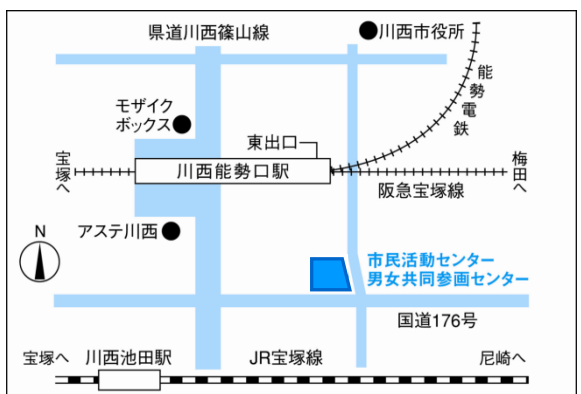 県道川西篠山線
川西市役所
能勢電鉄
モザイク
ボックス
東出口
宝塚へ
川西能勢口駅
梅田へ
阪急宝塚線
アステ川西
N
市民活動センター
男女共同参画センター
国道176号
宝塚へ
川西池田駅
JR宝塚線
尼崎へ